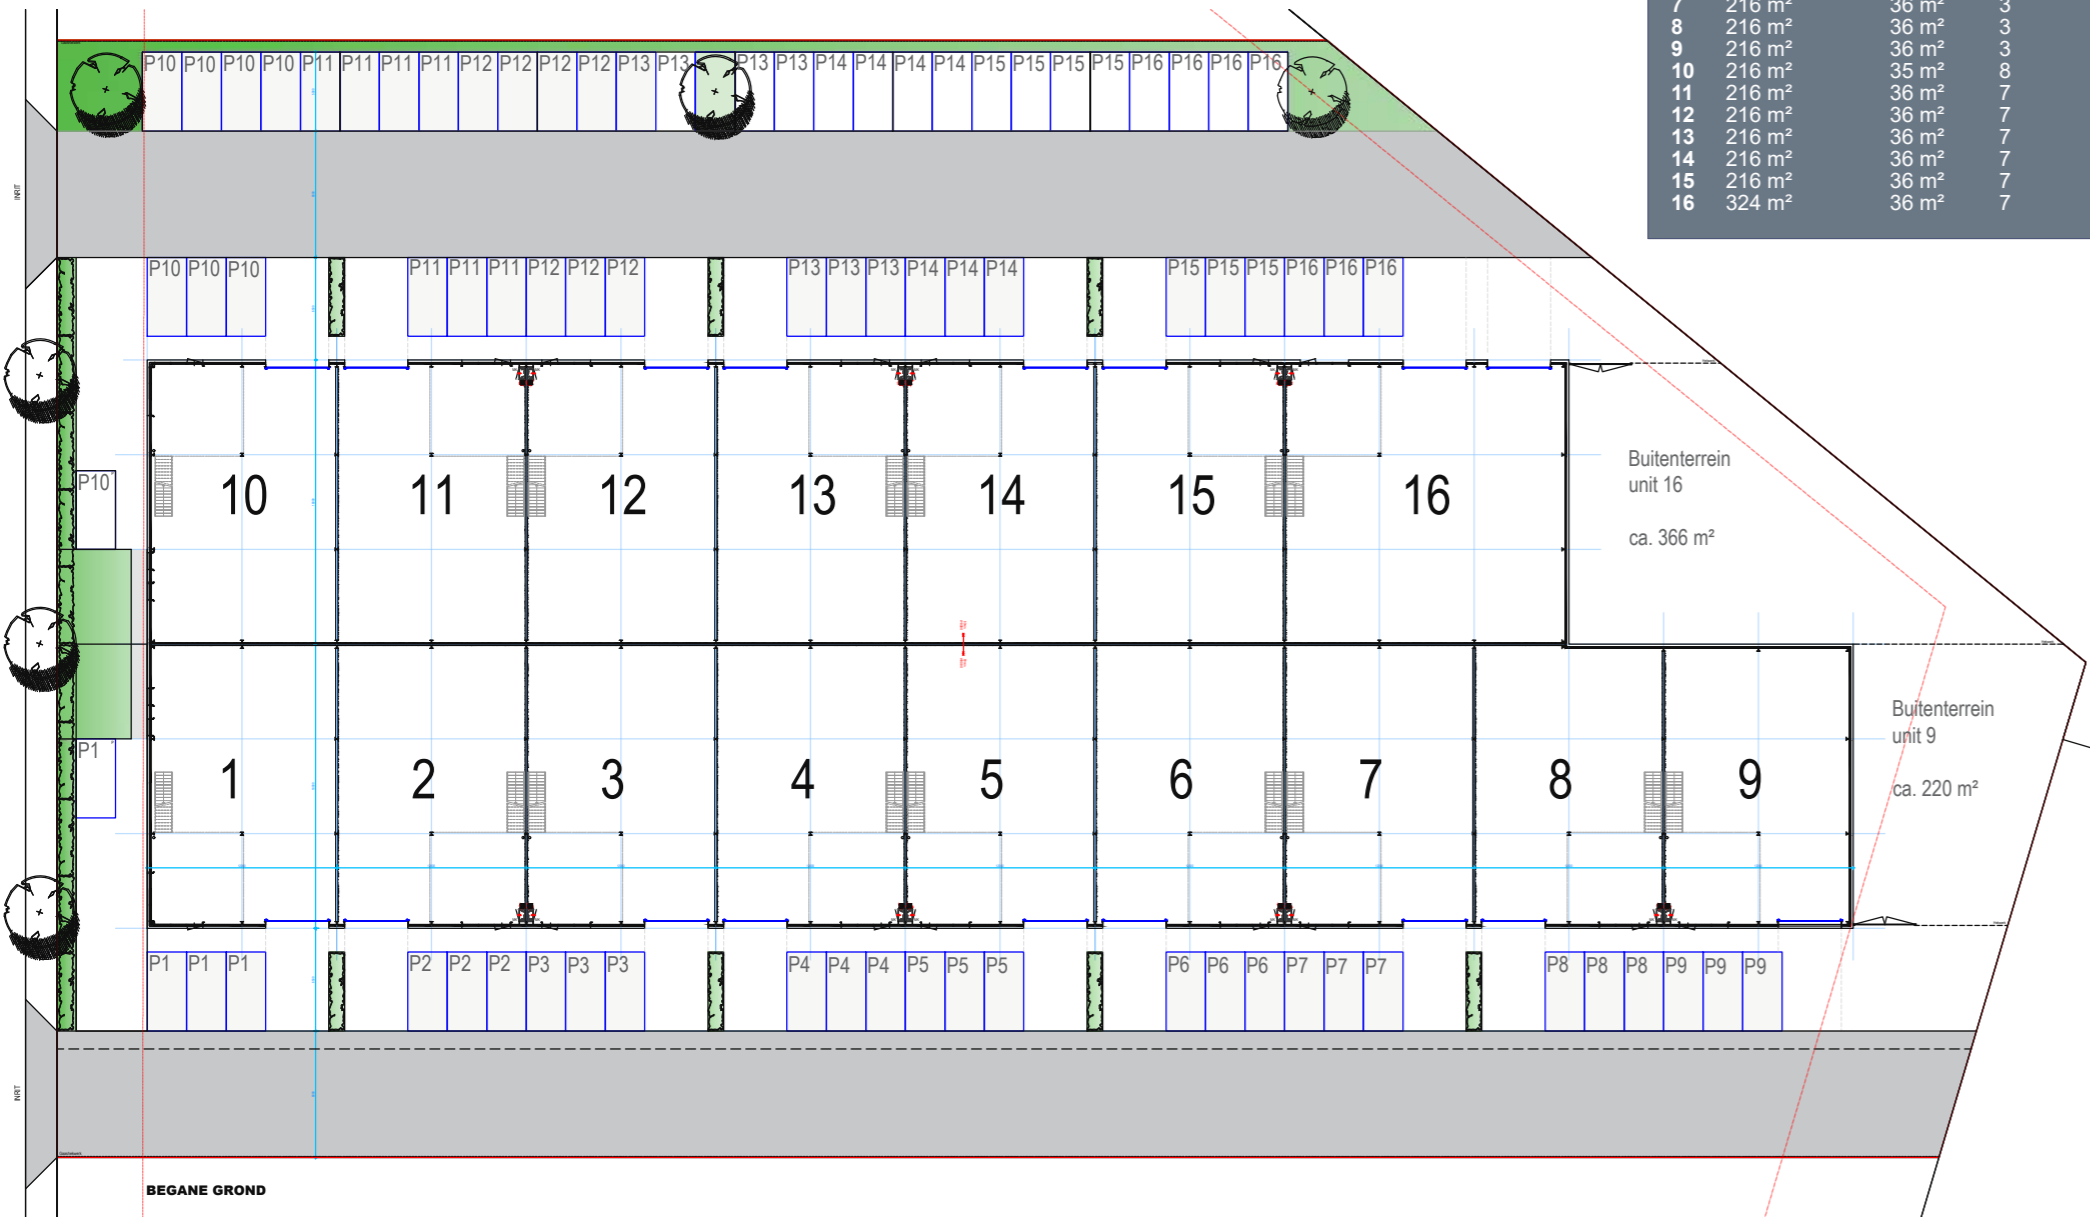 7 216 m² 36 m² 3
8 216 m² 36 m² 3
9 216 m² 36 m² 3
10 216 m² 35 m² 8
11 216 m² 36 m² 7
12 216 m² 36 m² 7
13 216 m² 36 m² 7
14 216 m² 36 m² 7
15 216 m² 36 m² 7
16 324 m² 36 m² 7
P10 P10 P10 P10 P11 P11 P11 P11 P12 P12 P12 P12 P13 P13 P13 P13 P14 P14 P14 P14 P15 P15 P15 P15 P16 P16 P16 P16
INRIT
P10 P10 P10 P11 P11 P11 P12 P12 P12 P13 P13 P13 P14 P14 P14 P15 P15 P15 P16 P16 P16
P10
10 11 12 13 14 15 16
Buitenterrein
unit 16
ca. 366 m²
P1
1 2 3 4 5 6 7 8 9
Buitenterrein
unit 9
ca. 220 m²
P1 P1 P1 P2 P2 P2 P3 P3 P3 P4 P4 P4 P5 P5 P5 P6 P6 P6 P7 P7 P7 P8 P8 P8 P9 P9 P9
INRIT
BEGANE GROND